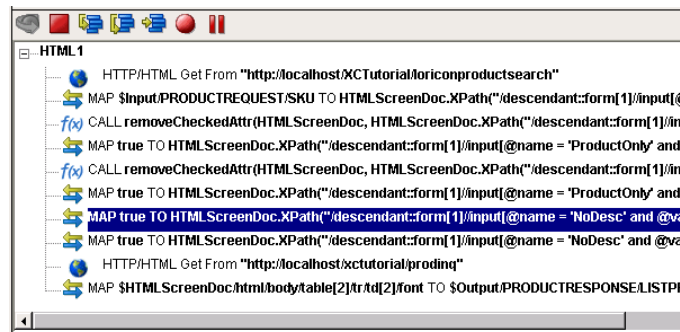 HTML1
HTTP/HTML Get From "http://localhost/XCTutorial/loriconproductsearch"
MAP $Input/PRODUCTREQUEST/SKU TO HTMLScreenDoc.XPath("/descendant::form[1]//input[@
f(x) CALL removeCheckedAttr(HTMLScreenDoc, HTMLScreenDoc.XPath("/descendant::form[1]//in
MAP true TO HTMLScreenDoc.XPath("/descendant::form[1]//input[@name = 'ProductOnly' and
f(x) CALL removeCheckedAttr(HTMLScreenDoc, HTMLScreenDoc.XPath("/descendant::form[1]//in
MAP true TO HTMLScreenDoc.XPath("/descendant::form[1]//input[@name = 'ProductOnly' and
MAP true TO HTMLScreenDoc.XPath("/descendant::form[1]//input[@name = 'NoDesc' and @va
MAP true TO HTMLScreenDoc.XPath("/descendant::form[1]//input[@name = 'NoDesc' and @va
HTTP/HTML Get From "http://localhost/xctutorial/prodinq"
MAP $HTMLScreenDoc/html/body/table[2]/tr/td[2]/font TO $Output/PRODUCTRESPONSE/LISTP